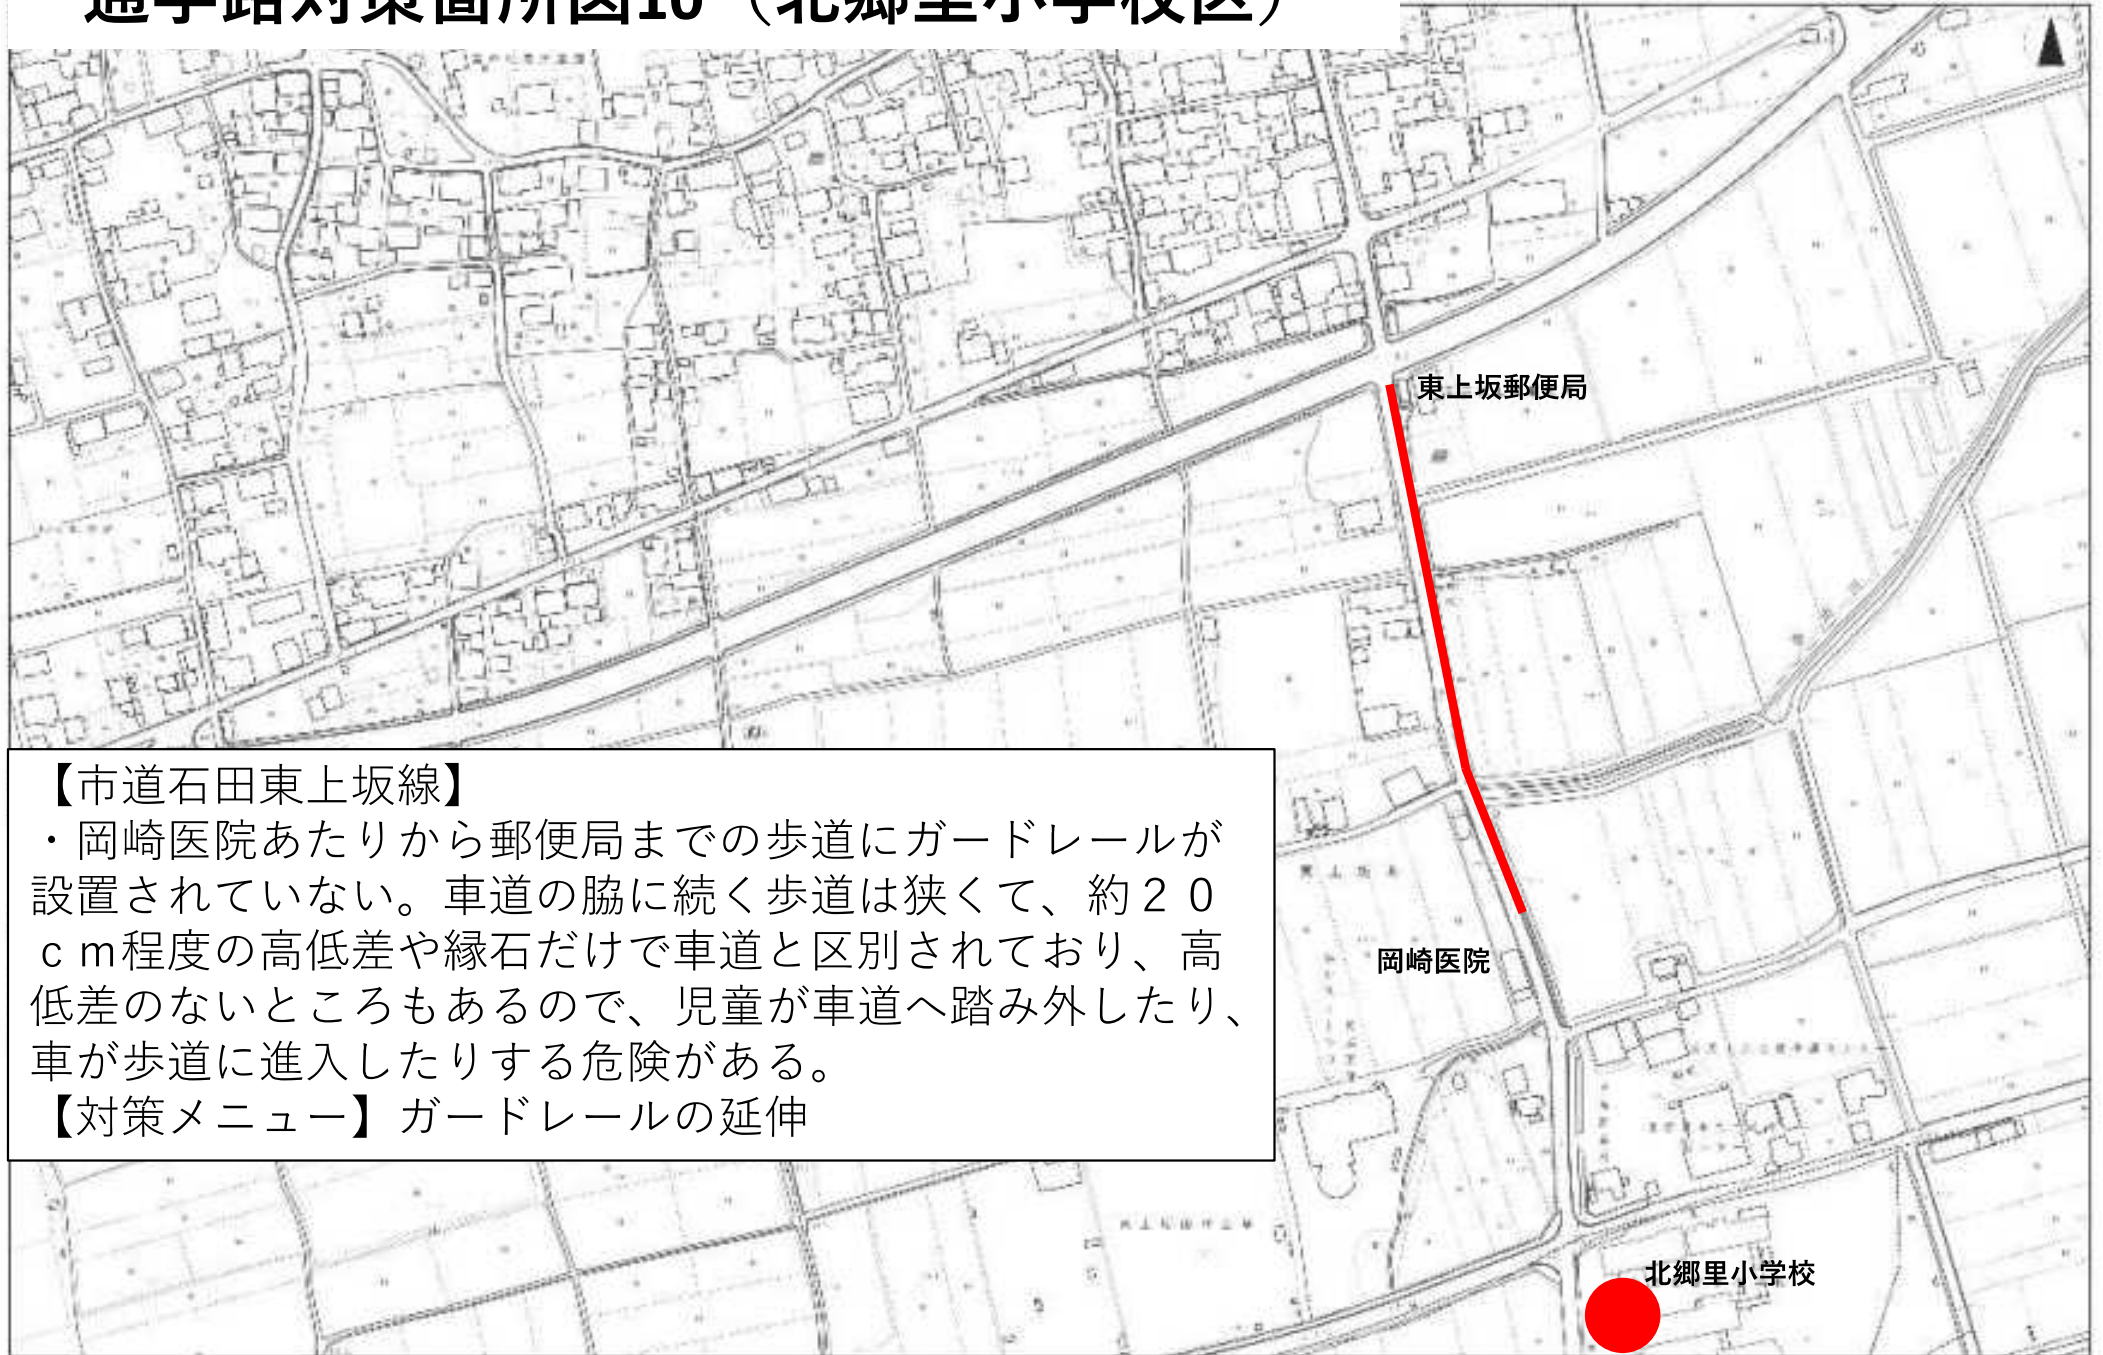 通学路対策箇所図10（北郷里小学校区）
東上坂郵便局
【市道石田東上坂線】
・岡崎医院あたりから郵便局までの歩道にガードレールが
設置されていない。車道の脇に続く歩道は狭くて、約２０
ｃｍ程度の高低差や縁石だけで車道と区別されており、高
低差のないところもあるので、児童が車道へ踏み外したり、
車が歩道に進入したりする危険がある。
【対策メニュー】ガードレールの延伸
岡崎医院
北郷里小学校